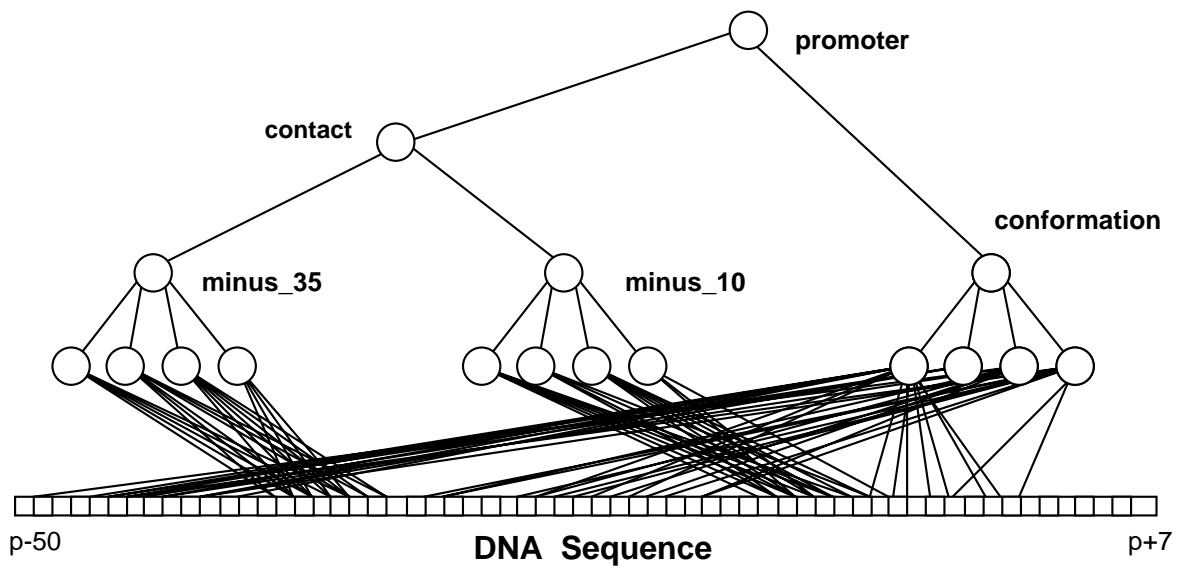 promoter
contact
conformation
minus_35
minus_10
p-50
DNA Sequence
p+7